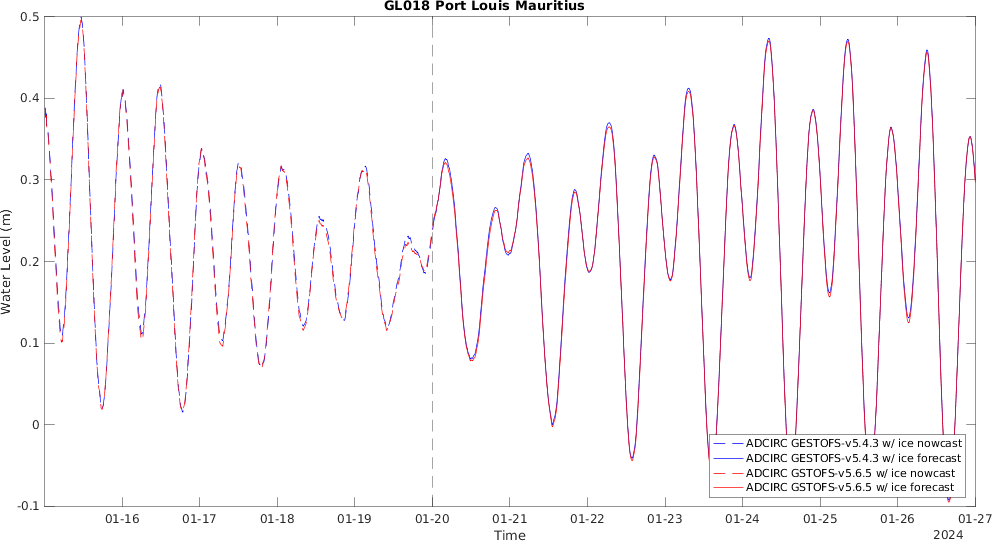 GL018 Port Louis Mauritius
0.5
0.4
0.3
0.2
0.1
0
-0.1
Water Level (m)
ADCIRC GESTOFS-v5.4.3 w/ ice nowcast
ADCIRC GESTOFS-v5.4.3 w/ ice forecast
ADCIRC GSTOFS-v5.6.5 w/ ice nowcast
ADCIRC GSTOFS-v5.6.5 w/ ice forecast
01-16 01-17 01-18 01-19 01-20 01-21 01-22 01-23 01-24 01-25 01-26 01-27
Time
2024